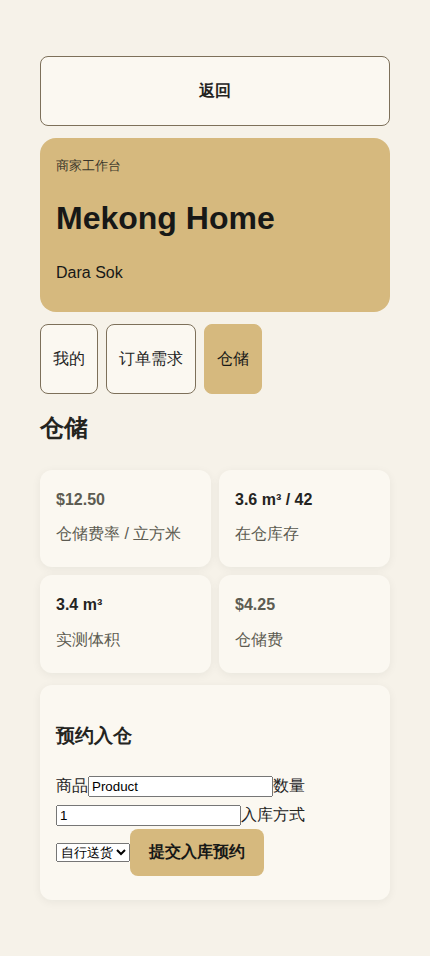 返回
商家工作台
Mekong Home
Dara Sok
我的 订单需求 仓储
仓储
$12.50
仓储费率 / 立方米
3.6 m³ / 42
在仓库存
3.4 m³
实测体积
$4.25
仓储费
预约入仓
商品 Product 数量
1 入库方式
自行送货 提交入库预约